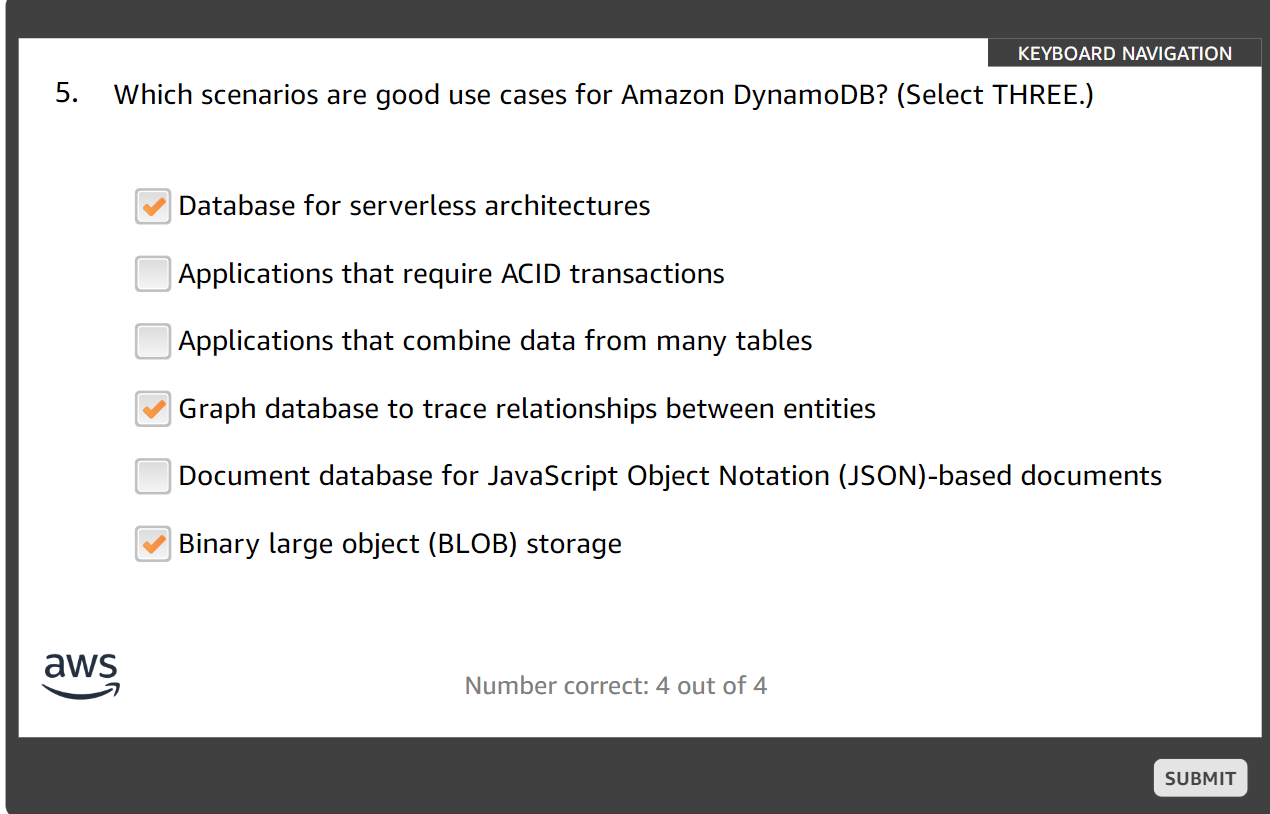 KEYBOARD NAVIGATION
5. Which scenarios are good use cases for Amazon DynamoDB? (Select THREE.)
Database for serverless architectures
Applications that require ACID transactions
Applications that combine data from many tables
Graph database to trace relationships between entities
Document database for JavaScript Object Notation (JSON)-based documents
Binary large object (BLOB) storage
aws
Number correct: 4 out of 4
SUBMIT